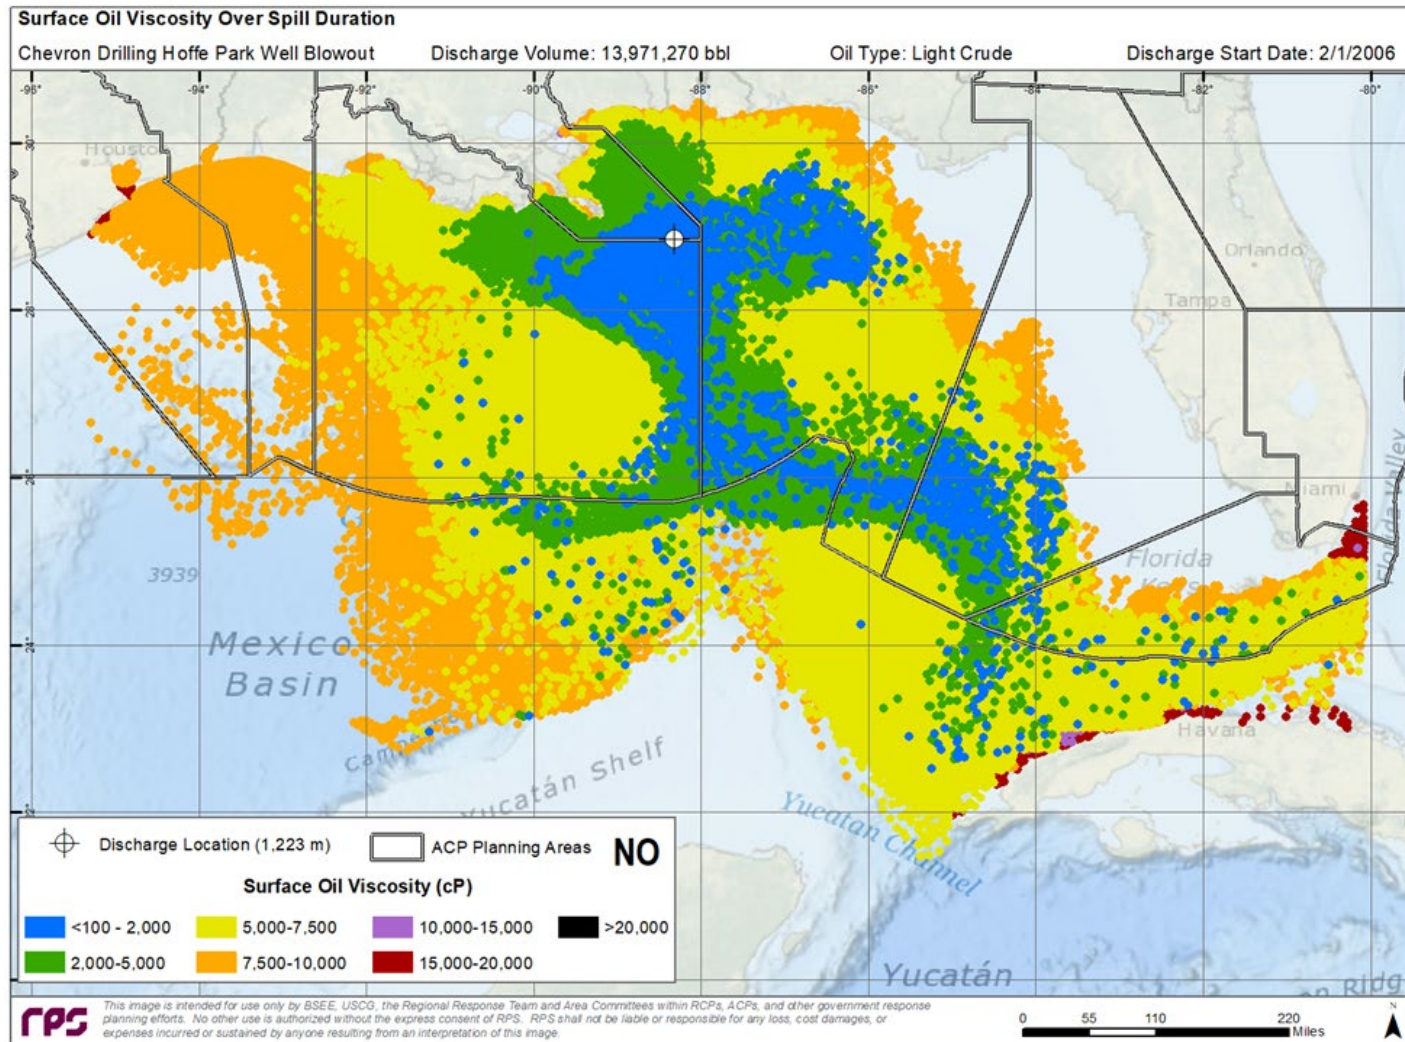 Surface Oil Viscosity Over Spill Duration
Chevron Drilling Hoffe Park Well Blowout Discharge Volume: 13,971,270 bbl Oil Type: Light Crude Discharge Start Date: 2/1/2006
-96° -94° -92° -90° -88° -86° -84° -82° -80°
30°
Houston
Orlando
28°
Tampa
26°
Miami
Florida Valley
Florida
Keys
3939
24°
Mexico
Basin
Havana
Yucatán Shelf
22°
Yucatan Channel
Yucatán
Discharge Location (1,223 m) ACP Planning Areas NO
Surface Oil Viscosity (cP)
<100 - 2,000 5,000-7,500 10,000-15,000 >20,000
2,000-5,000 7,500-10,000 15,000-20,000
rps
This image is intended for use only by BSEE, USCG, the Regional Response Team and Area Committees within RCPs, ACPs, and other government response
planning efforts. No other use is authorized without the express consent of RPS. RPS shall not be liable or responsible for any loss, cost damages, or
expenses incurred or sustained by anyone resulting from an interpretation of this image.
0 55 110 220
Miles
N